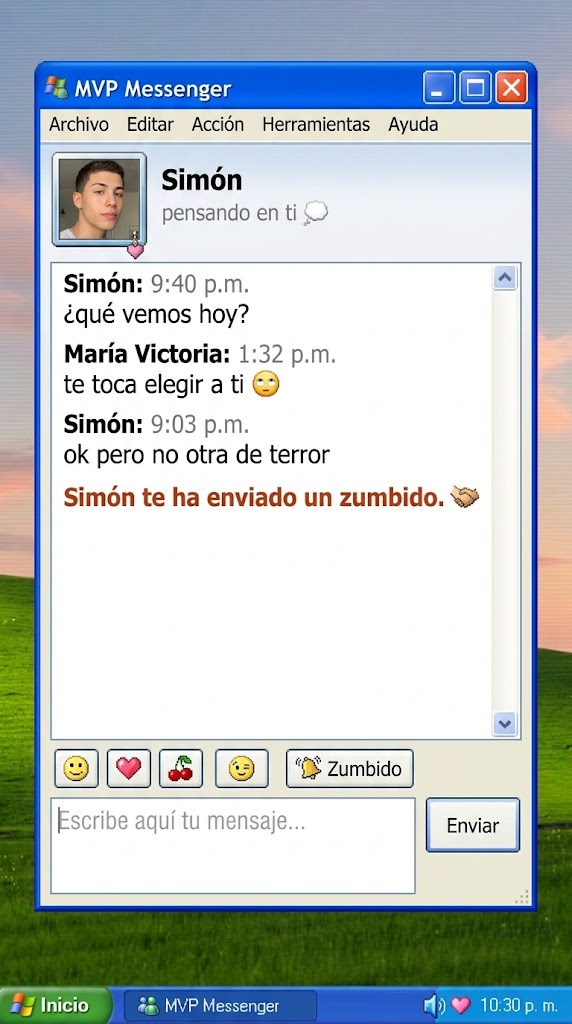 MVP Messenger
Archivo Editar Acción Herramientas Ayuda
Simón
pensando en ti 💭
Simón: 9:40 p.m.
¿qué vemos hoy?
María Victoria: 1:32 p.m.
te toca elegir a ti 🙄
Simón: 9:03 p.m.
ok pero no otra de terror
Simón te ha enviado un zumbido. 🤝
Zumbido
Escribe aquí tu mensaje...
Enviar
Inicio MVP Messenger 10:30 p. m.